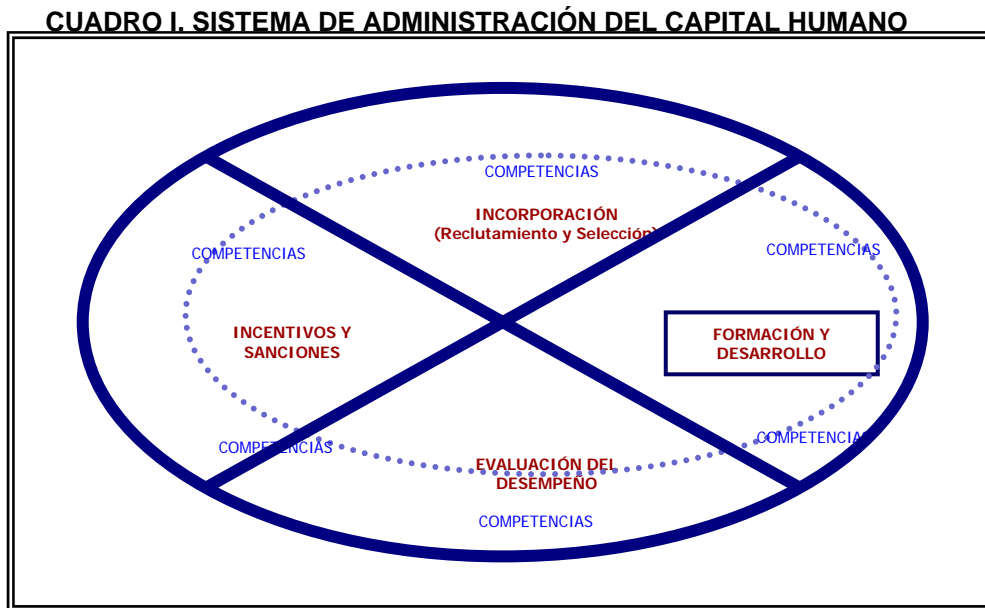 CUADRO I. SISTEMA DE ADMINISTRACIÓN DEL CAPITAL HUMANO
COMPETENCIAS
INCORPORACIÓN
(Reclutamiento y Selección)
COMPETENCIAS
COMPETENCIAS
INCENTIVOS Y
SANCIONES
FORMACIÓN Y
DESARROLLO
COMPETENCIAS
COMPETENCIAS
EVALUACIÓN DEL
DESEMPEÑO
COMPETENCIAS